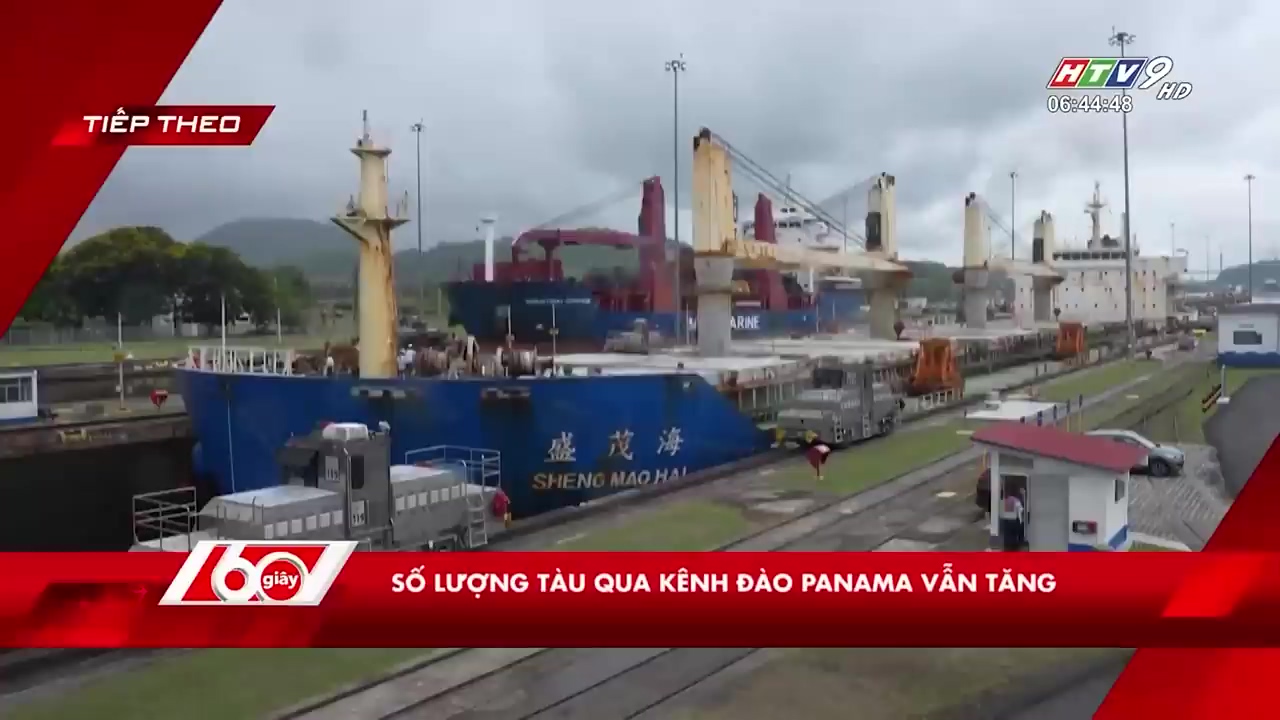 TIẾP THEO
HTV9 HD
06:44:48
盛 茂 海
SHENG MAO HAI
60 giây
SỐ LƯỢNG TÀU QUA KÊNH ĐÀO PANAMA VẪN TĂNG